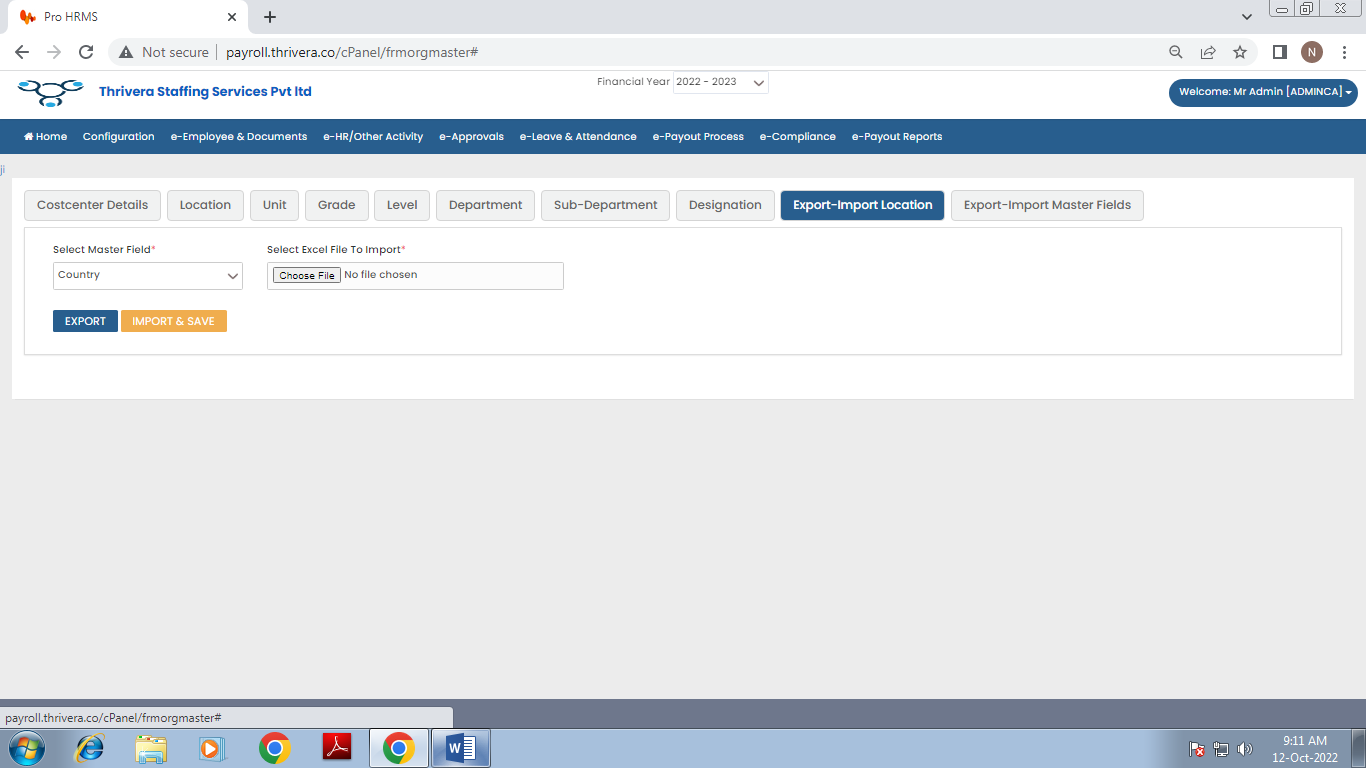 Pro HRMS
Not secure payroll.thrivera.co/cPanel/frmorgmaster# N
Thrivera Staffing Services Pvt ltd Financial Year 2022 - 2023 Welcome: Mr Admin [ADMINCA]
Home Configuration e-Employee & Documents e-HR/Other Activity e-Approvals e-Leave & Attendance e-Payout Process e-Compliance e-Payout Reports
ji
Costcenter Details Location Unit Grade Level Department Sub-Department Designation Export-Import Location Export-Import Master Fields
Select Master Field* Select Excel File To Import*
Country Choose File No file chosen
EXPORT IMPORT & SAVE
payroll.thrivera.co/cPanel/frmorgmaster#
9:11 AM
12-Oct-2022